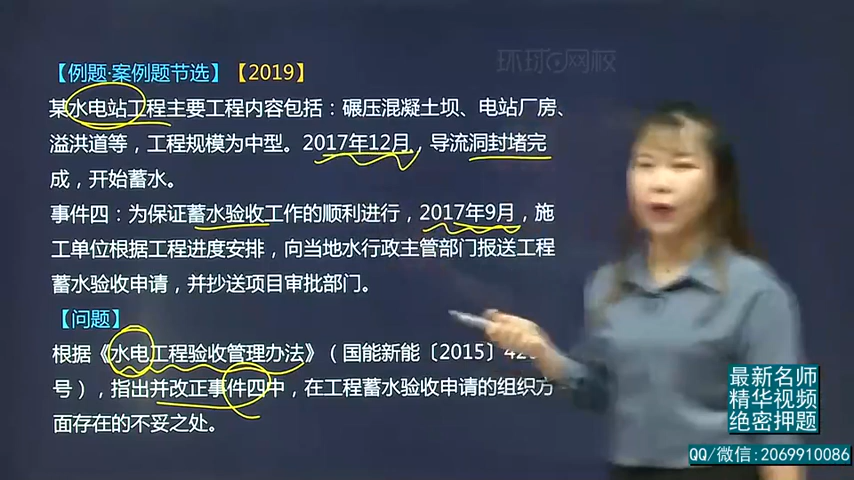 环球网校
【例题·案例题节选】【2019】
某水电站工程主要工程内容包括：碾压混凝土坝、电站厂房、
溢洪道等，工程规模为中型。2017年12月，导流洞封堵完
成，开始蓄水。
事件四：为保证蓄水验收工作的顺利进行，2017年9月，施
工单位根据工程进度安排，向当地水行政主管部门报送工程
蓄水验收申请，并抄送项目审批部门。
【问题】
根据《水电工程验收管理办法》（国能新能〔2015〕42
号），指出并改正事件四中，在工程蓄水验收申请的组织方
面存在的不妥之处。
最新名师
精华视频
绝密押题
QQ/微信:2069910086